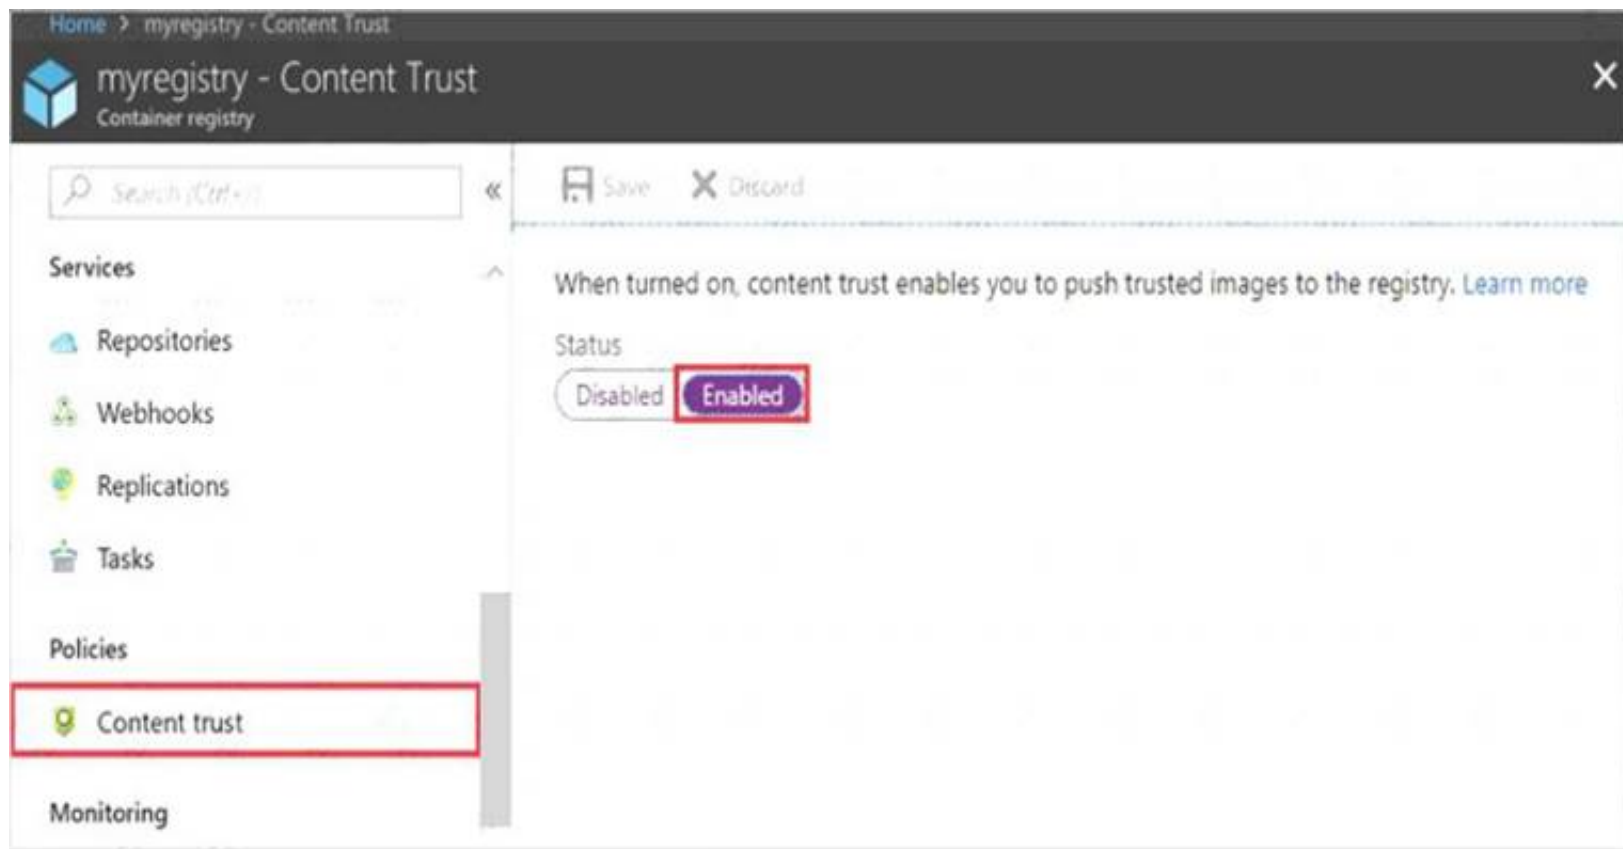 Home > myregistry - Content Trust
myregistry - Content Trust
Container registry
Search (Ctrl+/)
Save Discard
Services
When turned on, content trust enables you to push trusted images to the registry. Learn more
Repositories
Status
Disabled Enabled
Webhooks
Replications
Tasks
Policies
Content trust
Monitoring